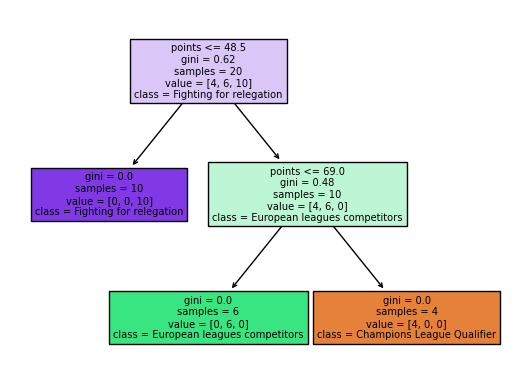 points <= 48.5
gini = 0.62
samples = 20
value = [4, 6, 10]
class = Fighting for relegation
gini = 0.0
samples = 10
value = [0, 0, 10]
class = Fighting for relegation
points <= 69.0
gini = 0.48
samples = 10
value = [4, 6, 0]
class = European leagues competitors
gini = 0.0
samples = 6
value = [0, 6, 0]
class = European leagues competitors
gini = 0.0
samples = 4
value = [4, 0, 0]
class = Champions League Qualifier